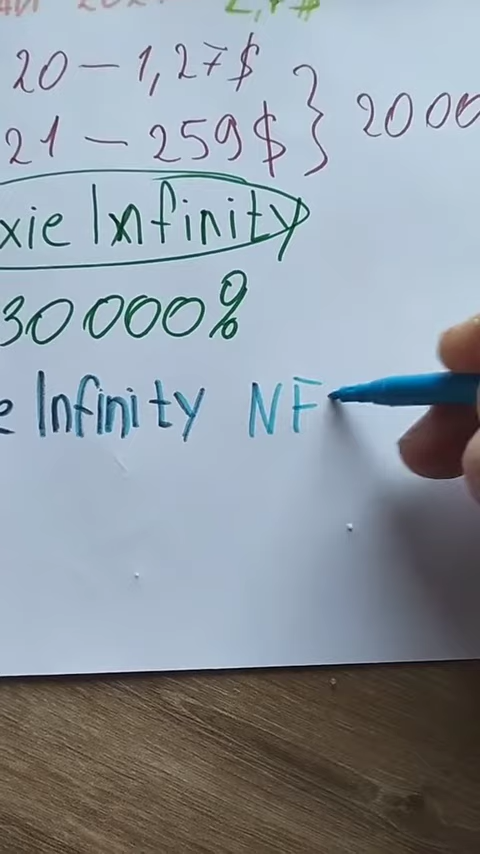 20 – 1,27$
21 – 259$ } 2000
xie Infinity
30000%
e Infinity NF